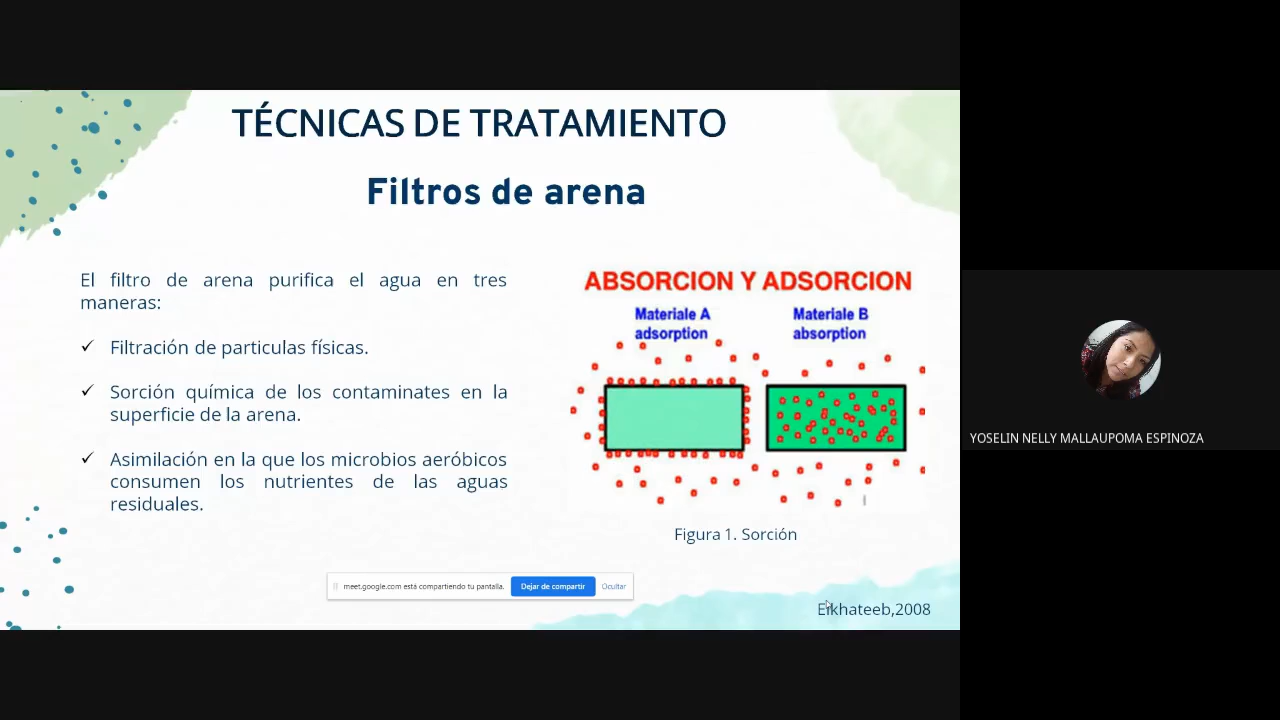 TÉCNICAS DE TRATAMIENTO
Filtros de arena
El filtro de arena purifica el agua en tres
maneras:
Filtración de particulas físicas.
Sorción química de los contaminates en la
superficie de la arena.
Asimilación en la que los microbios aeróbicos
consumen los nutrientes de las aguas
residuales.
ABSORCION Y ADSORCION
Materiale A
adsorption
Materiale B
absorption
Figura 1. Sorción
meet.google.com está compartiendo tu pantalla.
Dejar de compartir
Ocultar
Elkhateeb,2008
YOSELIN NELLY MALLAUPOMA ESPINOZA